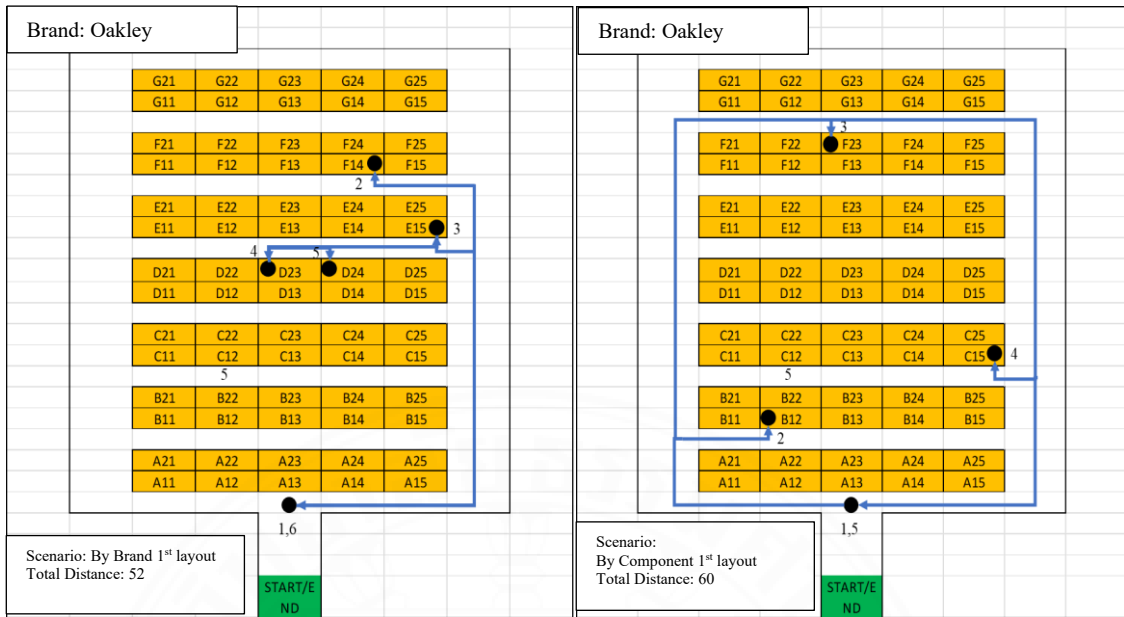 Brand: Oakley
G21 G22 G23 G24 G25
G11 G12 G13 G14 G15
F21 F22 F23 F24 F25
F11 F12 F13 F14 F15
2
E21 E22 E23 E24 E25
E11 E12 E13 E14 E15 3
4 5
D21 D22 D23 D24 D25
D11 D12 D13 D14 D15
C21 C22 C23 C24 C25
C11 C12 C13 C14 C15
5
B21 B22 B23 B24 B25
B11 B12 B13 B14 B15
A21 A22 A23 A24 A25
A11 A12 A13 A14 A15
1,6
Scenario: By Brand 1st layout
Total Distance: 52
START/E
ND
Brand: Oakley
G21 G22 G23 G24 G25
G11 G12 G13 G14 G15
3
F21 F22 F23 F24 F25
F11 F12 F13 F14 F15
E21 E22 E23 E24 E25
E11 E12 E13 E14 E15
D21 D22 D23 D24 D25
D11 D12 D13 D14 D15
C21 C22 C23 C24 C25
C11 C12 C13 C14 C15 4
5
B21 B22 B23 B24 B25
B11 B12 B13 B14 B15
2
A21 A22 A23 A24 A25
A11 A12 A13 A14 A15
1,5
Scenario:
By Component 1st layout
Total Distance: 60
START/E
ND